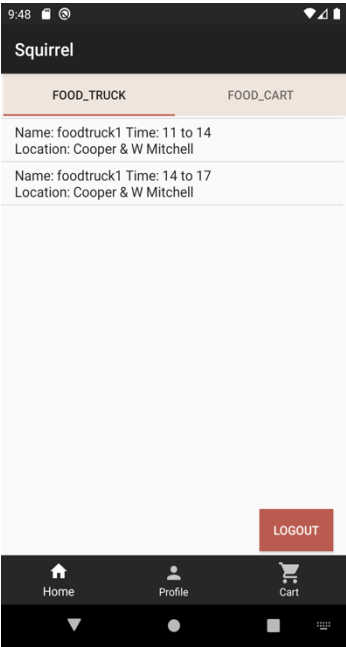 9:48
Squirrel
FOOD_TRUCK FOOD_CART
Name: foodtruck1 Time: 11 to 14
Location: Cooper & W Mitchell
Name: foodtruck1 Time: 14 to 17
Location: Cooper & W Mitchell
LOGOUT
Home Profile Cart